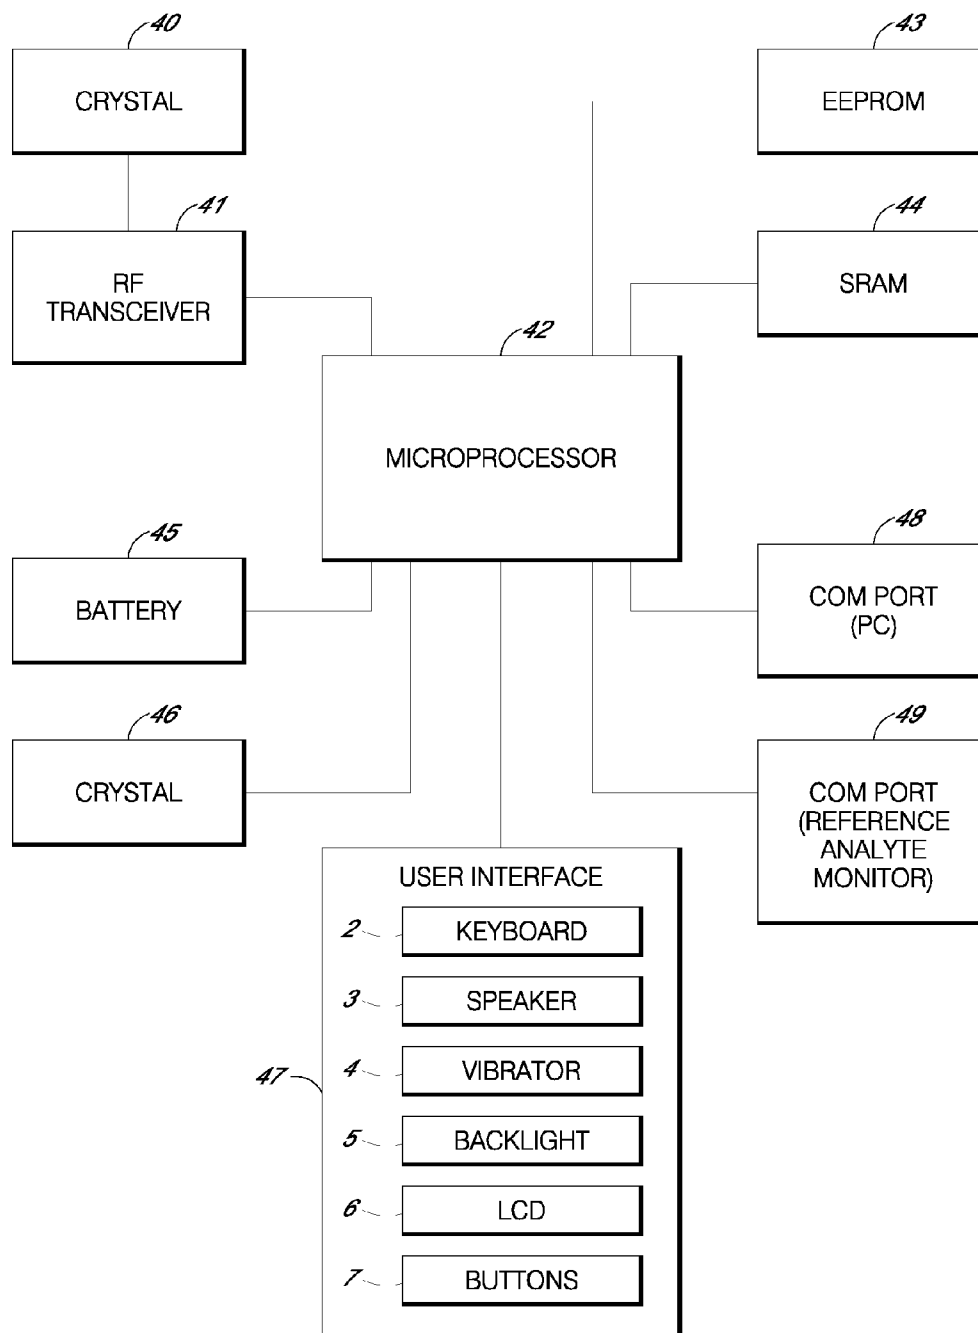 40
CRYSTAL
43
EEPROM
41
RF
TRANSCEIVER
44
SRAM
42
MICROPROCESSOR
45
BATTERY
48
COM PORT
(PC)
46
CRYSTAL
49
COM PORT
(REFERENCE
ANALYTE
MONITOR)
47
USER INTERFACE
2
KEYBOARD
3
SPEAKER
4
VIBRATOR
5
BACKLIGHT
6
LCD
7
BUTTONS